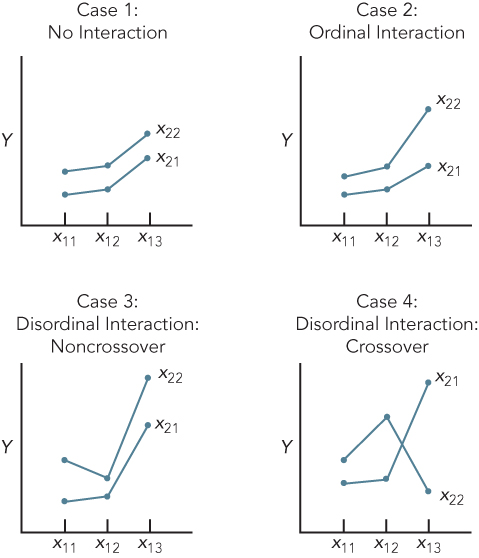 Case 1:
No Interaction
Y
x22
x21
x11 x12 x13
Case 2:
Ordinal Interaction
Y
x22
x21
x11 x12 x13
Case 3:
Disordinal Interaction:
Noncrossover
Y
x22
x21
x11 x12 x13
Case 4:
Disordinal Interaction:
Crossover
Y
x21
x22
x11 x12 x13